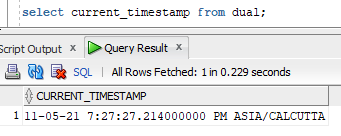 select current_timestamp from dual;
Script Output × Query Result ×
SQL | All Rows Fetched: 1 in 0.229 seconds
CURRENT_TIMESTAMP
1 11-05-21 7:27:27.214000000 PM ASIA/CALCUTTA